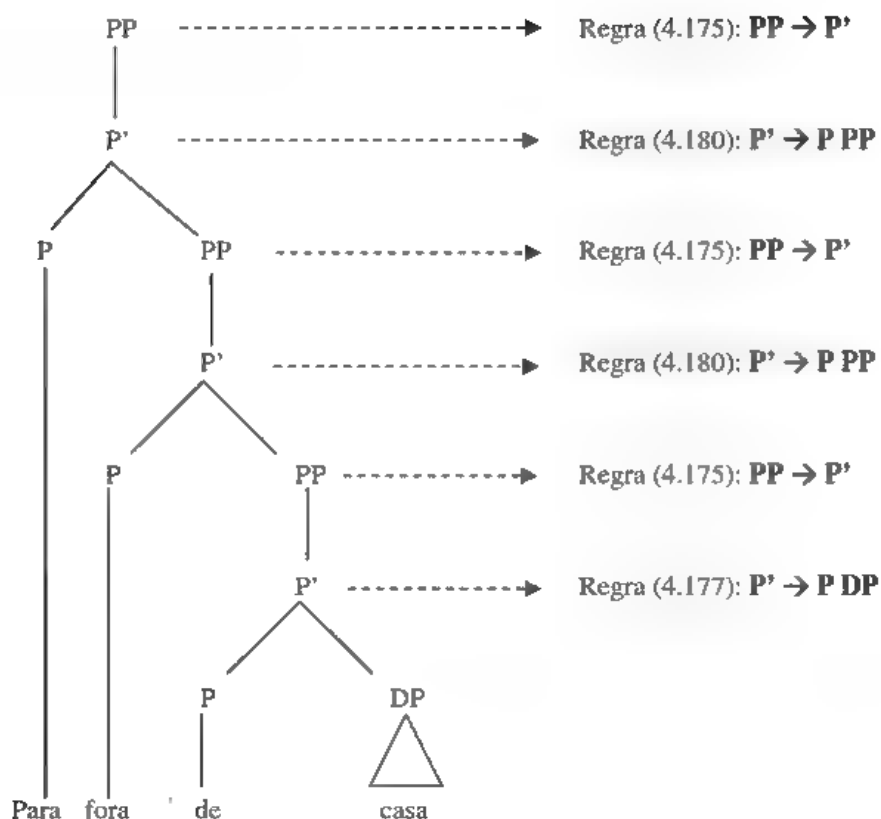 PP Regra (4.175): PP → P’
P’ Regra (4.180): P’ → P PP
P PP Regra (4.175): PP → P’
P’ Regra (4.180): P’ → P PP
P PP Regra (4.175): PP → P’
P’ Regra (4.177): P’ → P DP
P DP
Para fora de casa